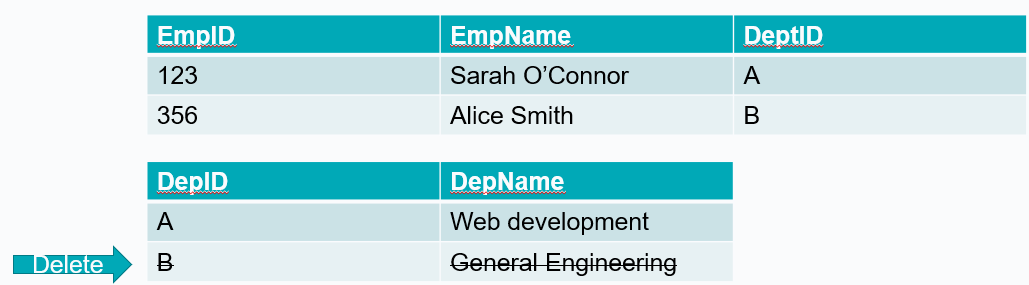 EmpID EmpName DeptID
123 Sarah O’Connor A
356 Alice Smith B
DepID DepName
A Web development
Delete B General Engineering